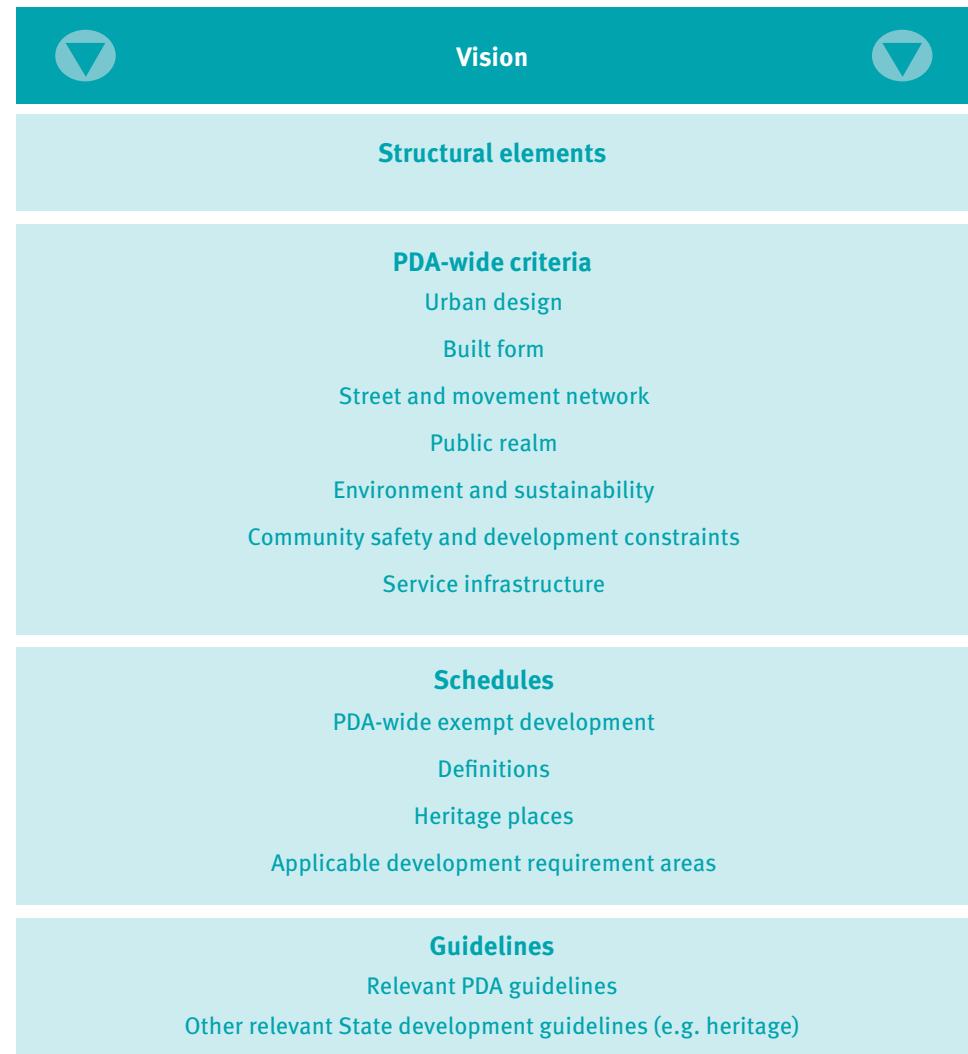 Vision
Structural elements
PDA-wide criteria
Urban design
Built form
Street and movement network
Public realm
Environment and sustainability
Community safety and development constraints
Service infrastructure
Schedules
PDA-wide exempt development
Definitions
Heritage places
Applicable development requirement areas
Guidelines
Relevant PDA guidelines
Other relevant State development guidelines (e.g. heritage)